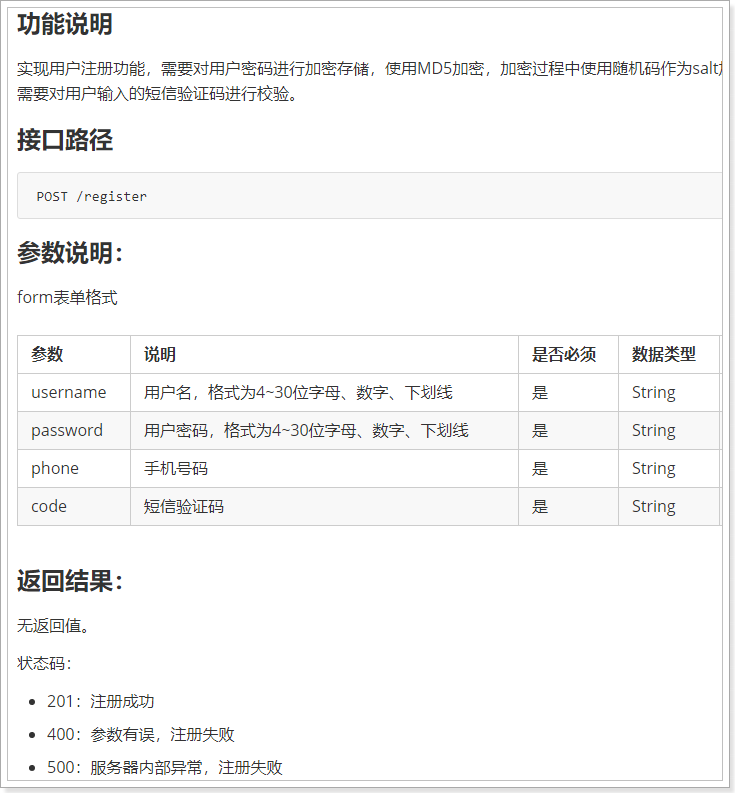 功能说明
实现用户注册功能，需要对用户密码进行加密存储，使用MD5加密，加密过程中使用随机码作为salt
需要对用户输入的短信验证码进行校验。
接口路径
POST /register
参数说明：
form表单格式
参数 说明 是否必须 数据类型
username 用户名，格式为4~30位字母、数字、下划线 是 String
password 用户密码，格式为4~30位字母、数字、下划线 是 String
phone 手机号码 是 String
code 短信验证码 是 String
返回结果：
无返回值。
状态码：
201：注册成功
400：参数有误，注册失败
500：服务器内部异常，注册失败